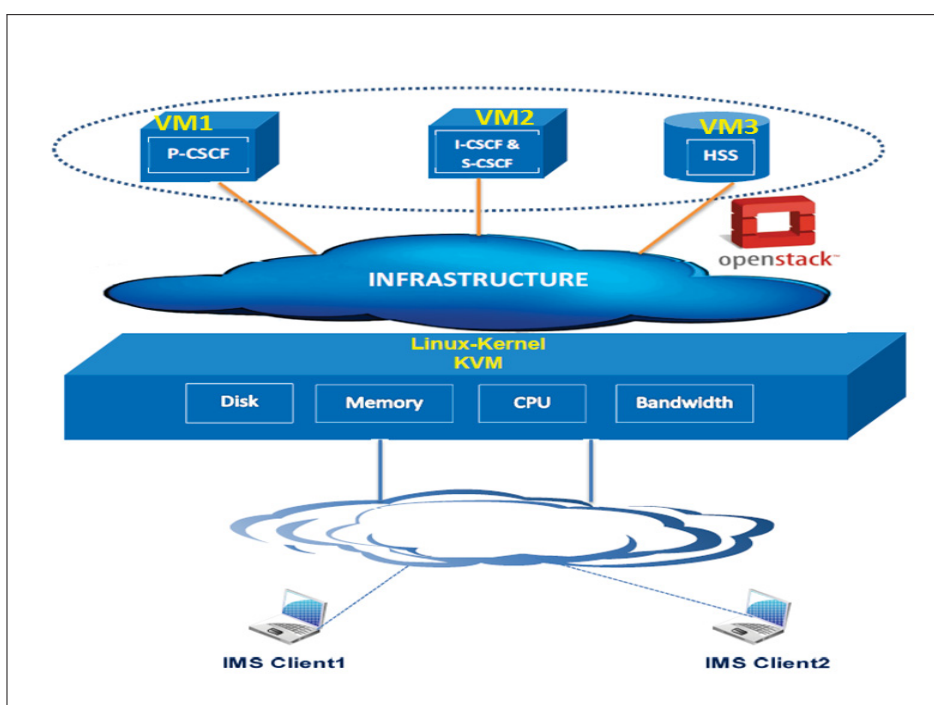 VM1
P-CSCF
VM2
I-CSCF &
S-CSCF
VM3
HSS
openstack™
INFRASTRUCTURE
Linux-Kernel
KVM
Disk
Memory
CPU
Bandwidth
IMS Client1
IMS Client2